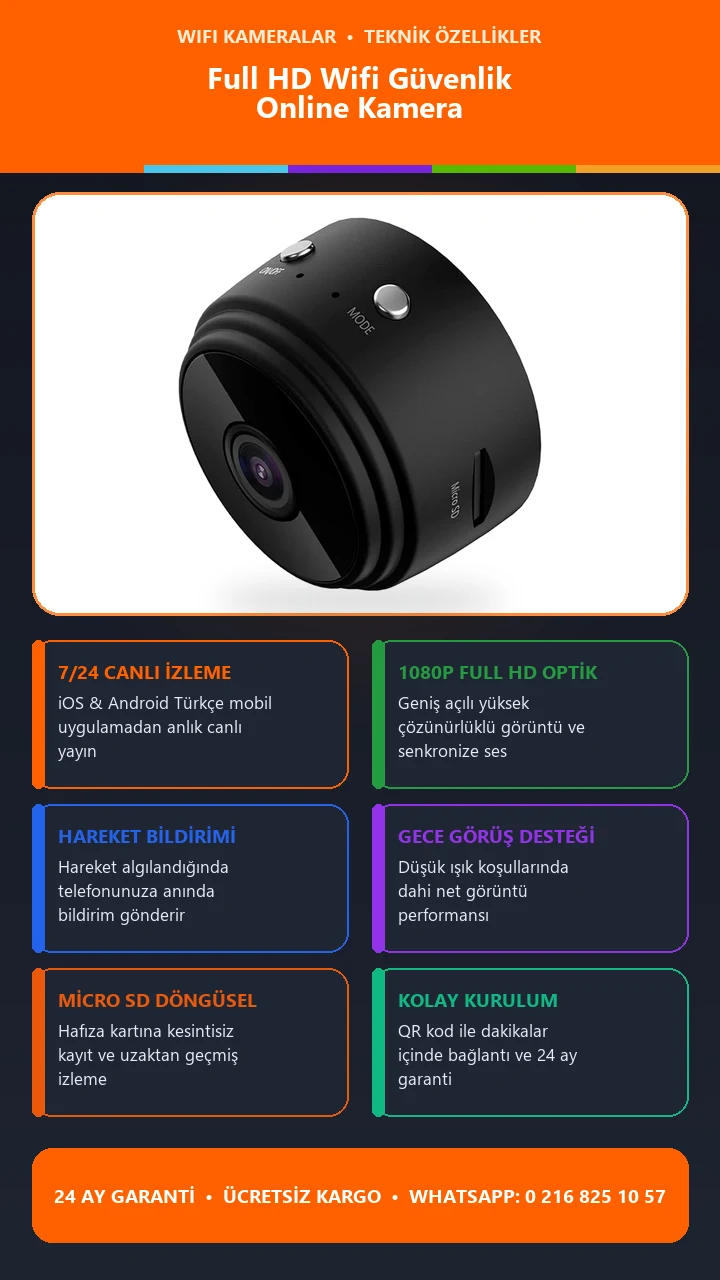 WIFI KAMERALAR • TEKNİK ÖZELLİKLER
Full HD Wifi Güvenlik
Online Kamera
ON/OFF
MODE
Micro SD
7/24 CANLI İZLEME
iOS & Android Türkçe mobil
uygulamadan anlık canlı
yayın
1080P FULL HD OPTİK
Geniş açılı yüksek
çözünürlüklü görüntü ve
senkronize ses
HAREKET BİLDİRİMİ
Hareket algılandığında
telefonunuza anında
bildirim gönderir
GECE GÖRÜŞ DESTEĞİ
Düşük ışık koşullarında
dahi net görüntü
performansı
MİCRO SD DÖNGÜSEL
Hafıza kartına kesintisiz
kayıt ve uzaktan geçmiş
izleme
KOLAY KURULUM
QR kod ile dakikalar
içinde bağlantı ve 24 ay
garanti
24 AY GARANTİ • ÜCRETSİZ KARGO • WHATSAPP: 0 216 825 10 57